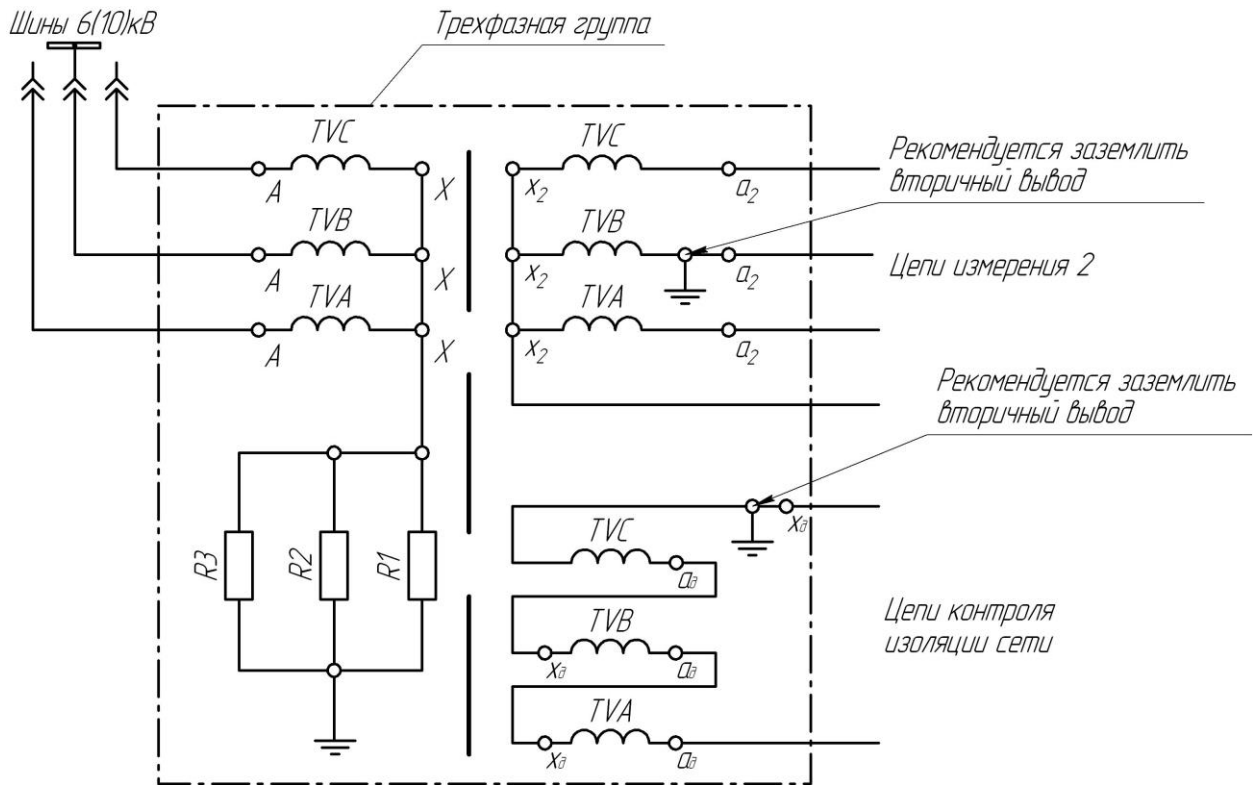 Шины 6(10)кВ
Трехфазная группа
TVC
A
X
TVB
A
X
TVA
A
X
TVC
x2
a2
TVB
x2
a2
TVA
x2
a2
Рекомендуется заземлить
вторичный вывод
Цепи измерения 2
Рекомендуется заземлить
вторичный вывод
R3
R2
R1
xд
TVC
aд
TVB
xд
aд
TVA
xд
aд
Цепи контроля
изоляции сети